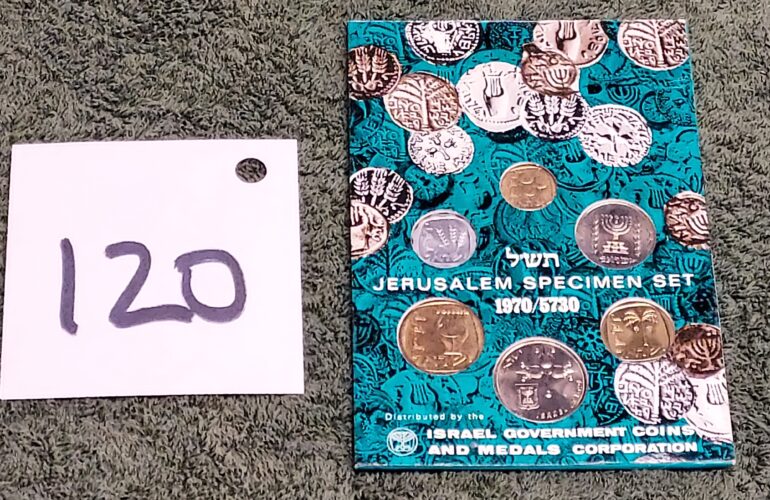 120
תשל
JERUSALEM SPECIMEN SET
1970/5730
Distributed by the
ISRAEL GOVERNMENT COINS
AND MEDALS CORPORATION